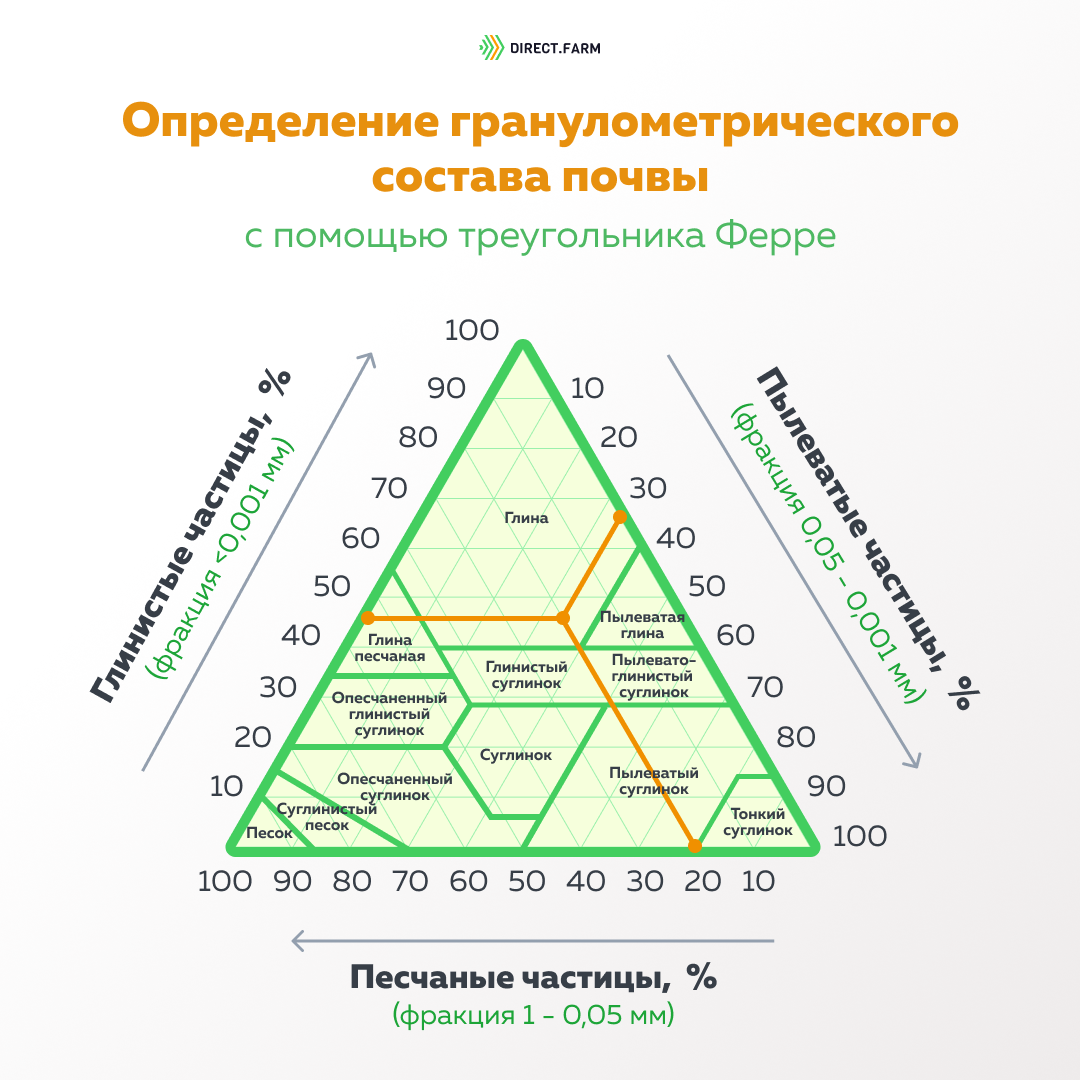 DIRECT.FARM
Определение гранулометрического
состава почвы
с помощью треугольника Ферре
Глинистые частицы, %
(фракция <0,001 мм)
Пылеватые частицы, %
(фракция 0,05 - 0,001 мм)
100
90
10
80
20
70
30
60
40
50
50
40
60
30
70
20
80
10
90
100
Глина
Пылеватая
глина
Глина
песчаная
Глинистый
суглинок
Пылевато-
глинистый
суглинок
Опесчаненный
глинистый
суглинок
Суглинок
Опесчаненный
суглинок
Пылеватый
суглинок
Суглинистый
песок
Песок
Тонкий
суглинок
100 90 80 70 60 50 40 30 20 10
Песчаные частицы, %
(фракция 1 - 0,05 мм)